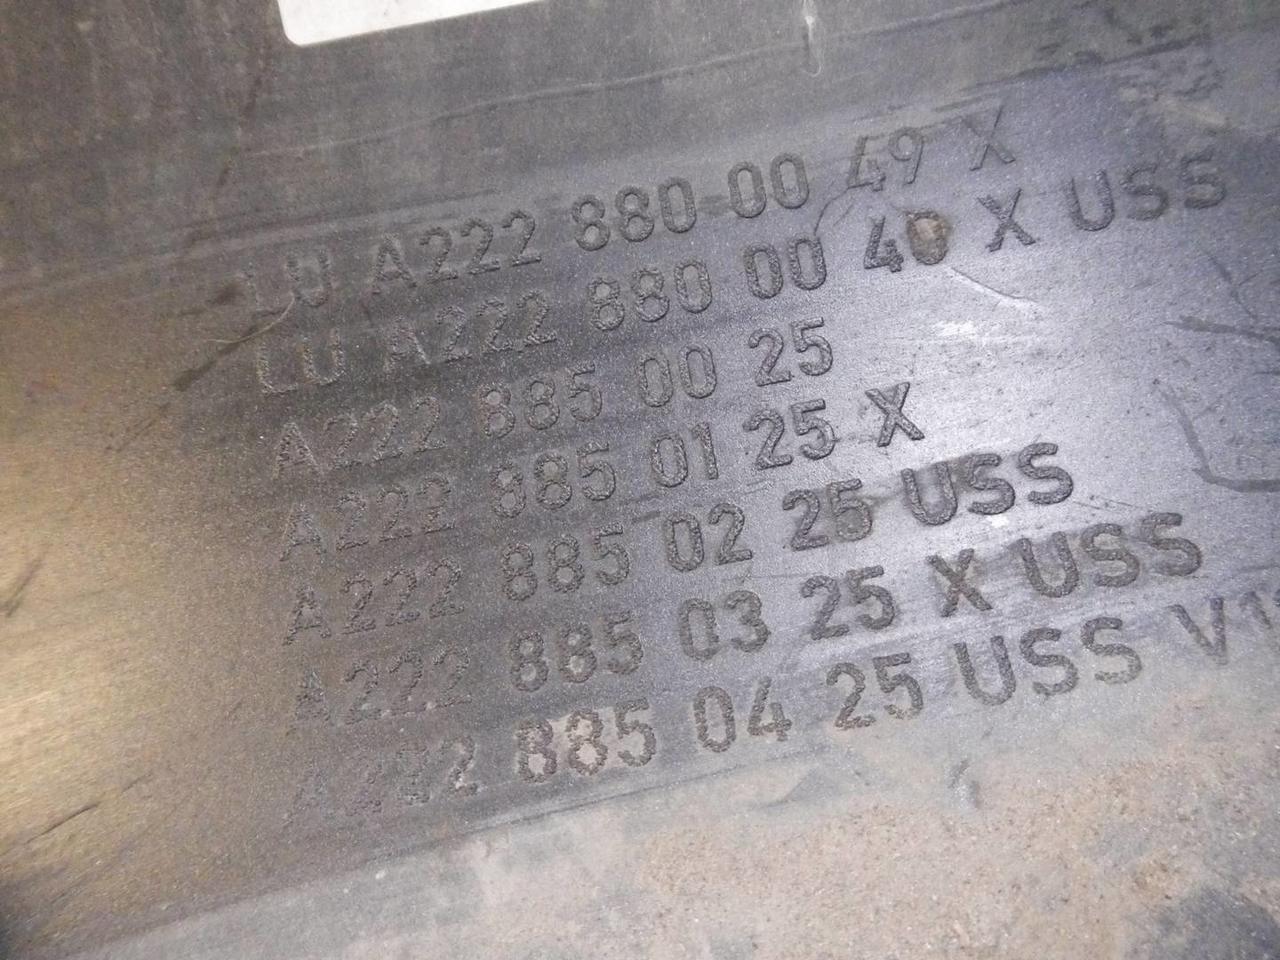 LU A222 880 00 49 X
LU A222 880 00 40 X USS
A222 885 00 25
A222 885 01 25 X
A222 885 02 25 USS
A222 885 03 25 X USS
A222 885 04 25 USS